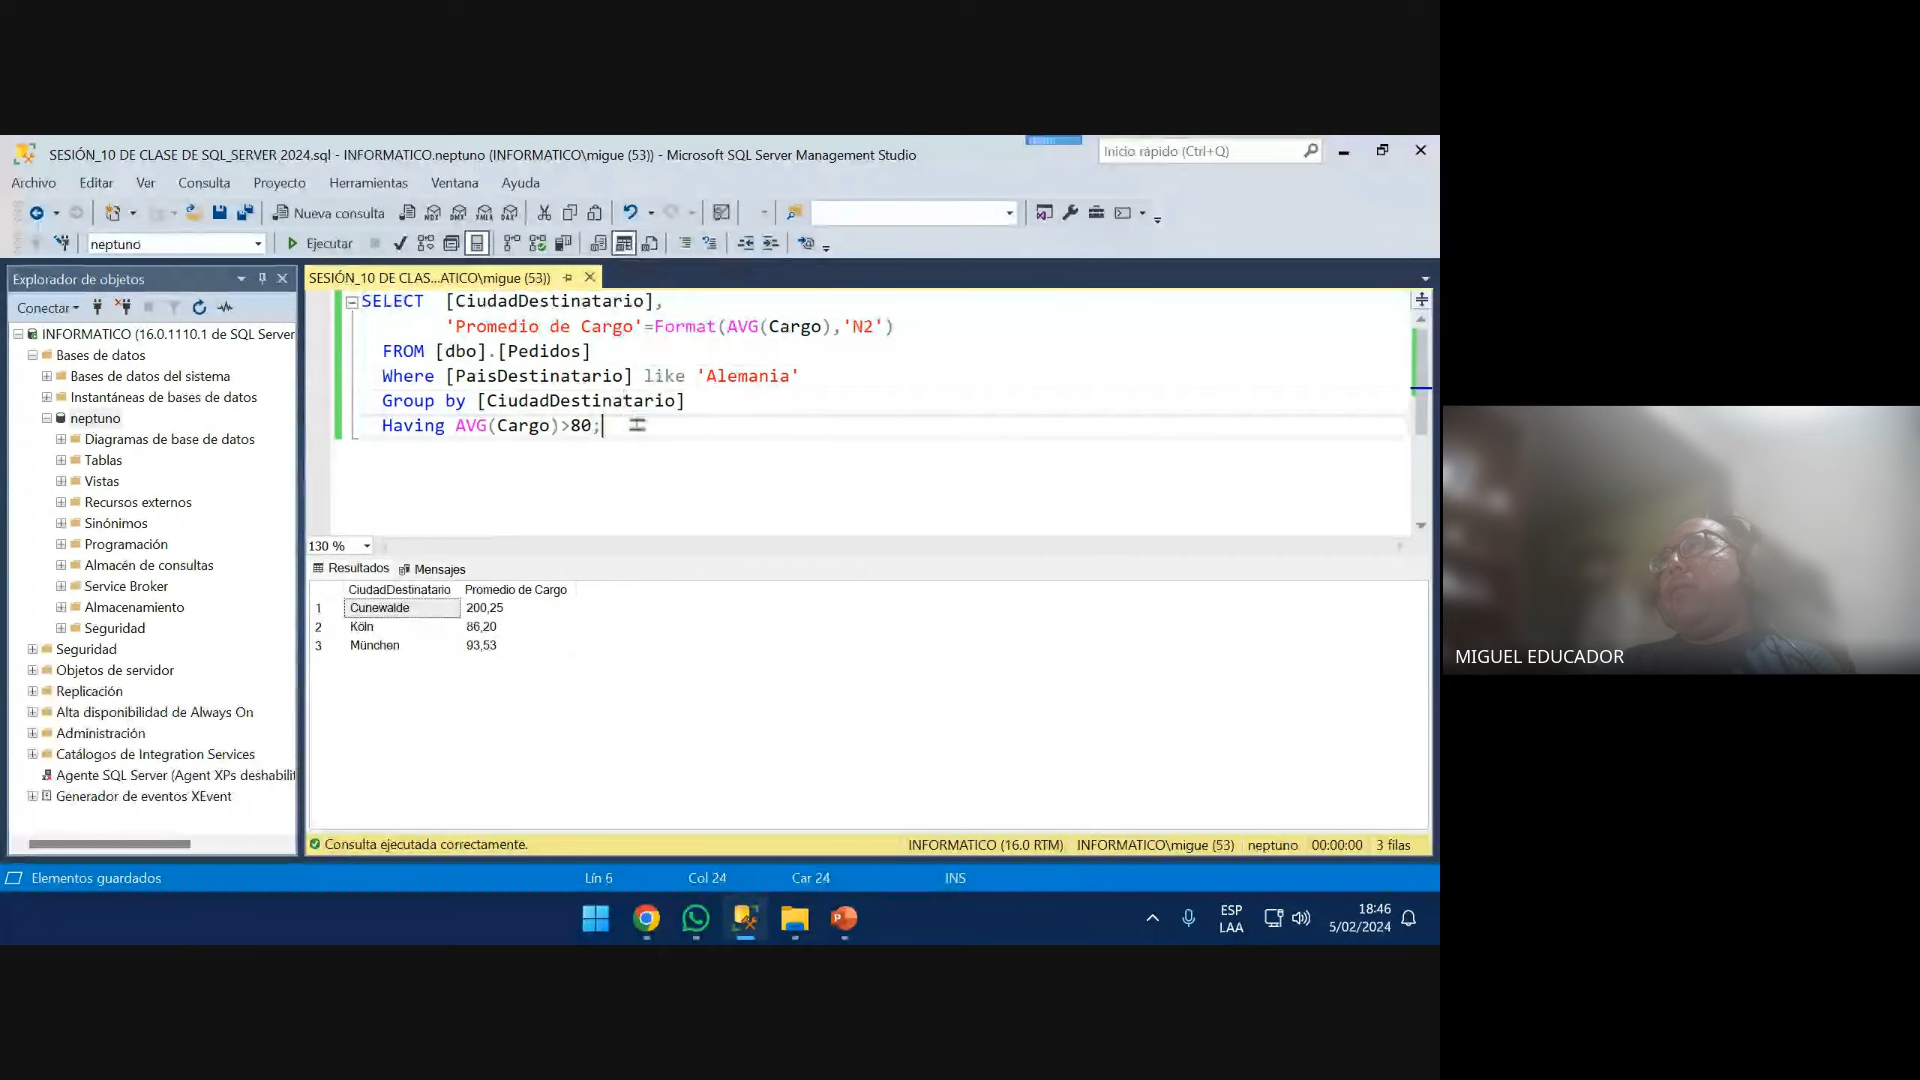 SESIÓN_10 DE CLASE DE SQL_SERVER 2024.sql - INFORMATICO.neptuno (INFORMATICO\migue (53)) - Microsoft SQL Server Management Studio
Inicio rápido (Ctrl+Q)
Archivo Editar Ver Consulta Proyecto Herramientas Ventana Ayuda
Nueva consulta
neptuno
Ejecutar
Explorador de objetos
Conectar
INFORMATICO (16.0.1110.1 de SQL Server
Bases de datos
Bases de datos del sistema
Instantáneas de bases de datos
neptuno
Diagramas de base de datos
Tablas
Vistas
Recursos externos
Sinónimos
Programación
Almacén de consultas
Service Broker
Almacenamiento
Seguridad
Seguridad
Objetos de servidor
Replicación
Alta disponibilidad de Always On
Administración
Catálogos de Integration Services
Agente SQL Server (Agent XPs deshabilit
Generador de eventos XEvent
SESIÓN_10 DE CLAS...ATICO\migue (53))
SELECT [CiudadDestinatario],
'Promedio de Cargo'=Format(AVG(Cargo),'N2')
FROM [dbo].[Pedidos]
Where [PaisDestinatario] like 'Alemania'
Group by [CiudadDestinatario]
Having AVG(Cargo)>80;
130 %
Resultados Mensajes
CiudadDestinatario Promedio de Cargo
1 Cunewalde 200,25
2 Köln 86,20
3 München 93,53
Consulta ejecutada correctamente.
INFORMATICO (16.0 RTM) INFORMATICO\migue (53) neptuno 00:00:00 3 filas
Elementos guardados Lín 6 Col 24 Car 24 INS
ESP
LAA
18:46
5/02/2024
MIGUEL EDUCADOR